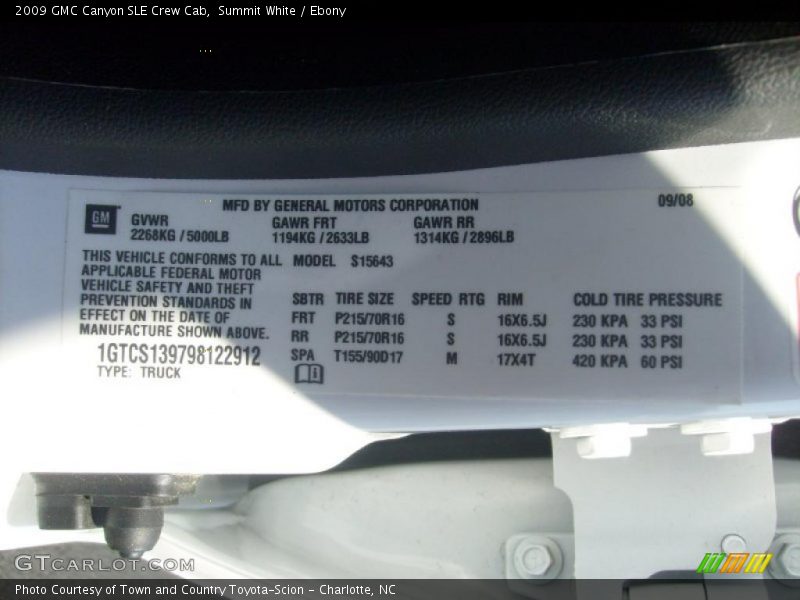 2009 GMC Canyon SLE Crew Cab, Summit White / Ebony
MFD BY GENERAL MOTORS CORPORATION 09/08
GM
GVWR GAWR FRT GAWR RR
2268KG / 5000LB 1194KG / 2633LB 1314KG / 2896LB
THIS VEHICLE CONFORMS TO ALL
APPLICABLE FEDERAL MOTOR
VEHICLE SAFETY AND THEFT
PREVENTION STANDARDS IN
EFFECT ON THE DATE OF
MANUFACTURE SHOWN ABOVE.
1GTCS139798122912
TYPE: TRUCK
MODEL S15643
SBTR TIRE SIZE SPEED RTG RIM COLD TIRE PRESSURE
FRT P215/70R16 S 16X6.5J 230 KPA 33 PSI
RR P215/70R16 S 16X6.5J 230 KPA 33 PSI
SPA T155/90D17 M 17X4T 420 KPA 60 PSI
GTCARLOT.COM
Photo Courtesy of Town and Country Toyota-Scion - Charlotte, NC